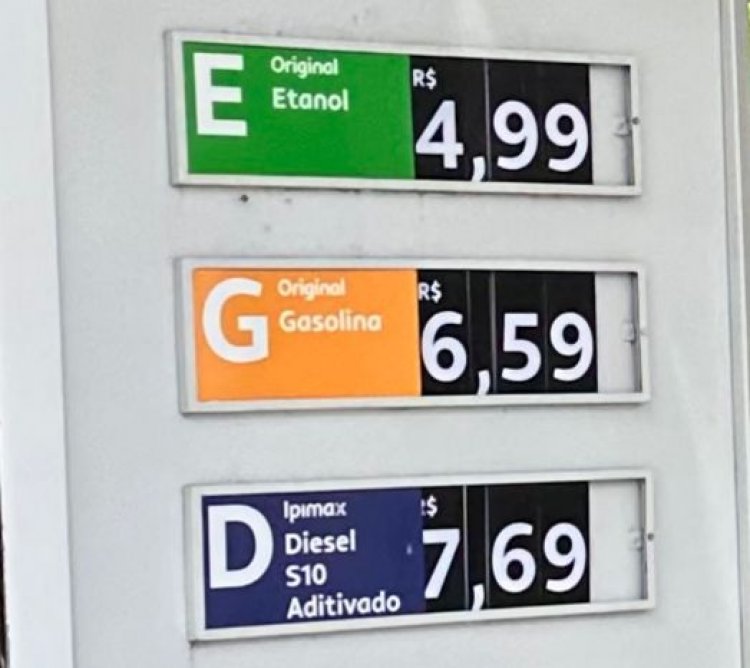 E Original R$
Etanol 4,99
G Original R$
Gasolina 6,59
D Ipimax R$
Diesel 7,69
S10
Aditivado